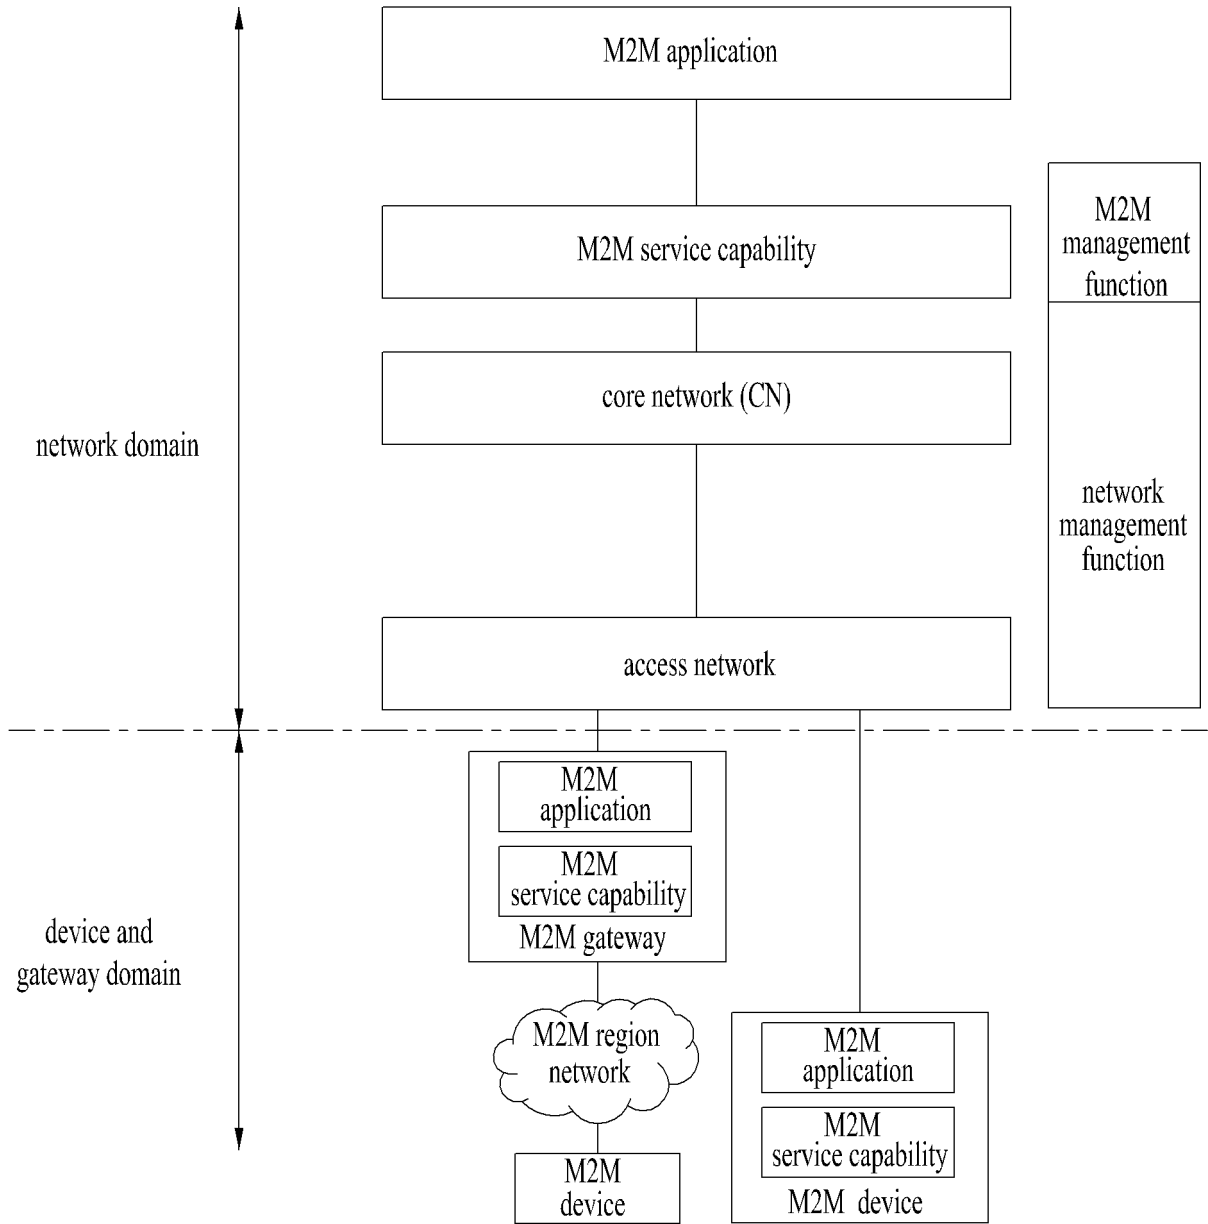 M2M application
M2M service capability
M2M
management
function
core network (CN)
network domain
network
management
function
access network
M2M
application
M2M
service capability
M2M gateway
device and
gateway domain
M2M region
network
M2M
device
M2M
application
M2M
service capability
M2M device